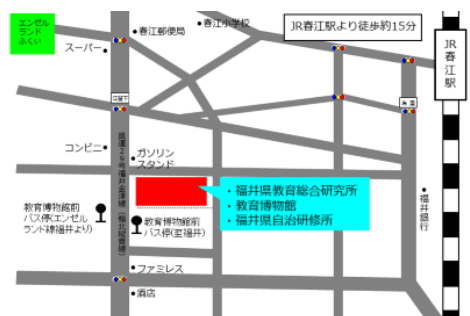 エンゼル
ランド
ふくい
スーパー
春江郵便局
春江小学校
JR春江駅より徒歩約15分
JR春江駅
コンビニ
ガソリン
スタンド
県道29号福井金津線(福北縦貫線)
・福井県教育総合研究所
・教育博物館
・福井県自治研修所
教育博物館前
バス停(エンゼル
ランド線福井より)
教育博物館前
バス停(至福井)
福井銀行
ファミレス
酒店